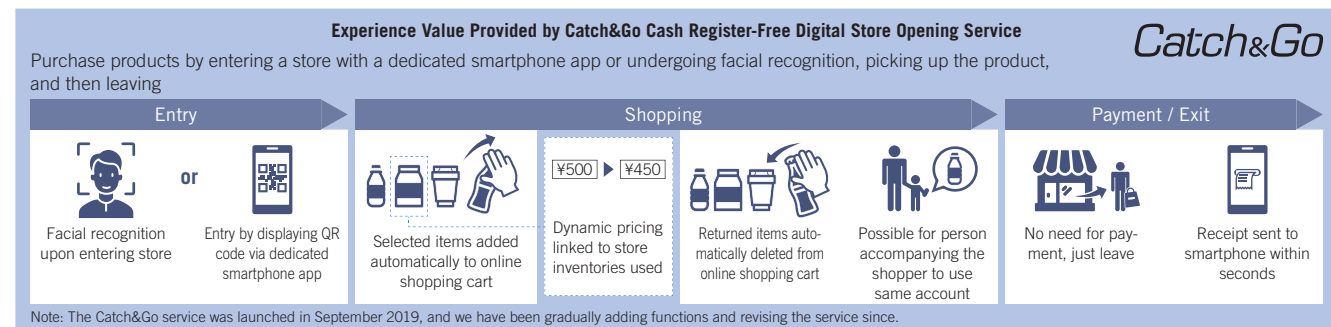 Experience Value Provided by Catch&Go Cash Register-Free Digital Store Opening Service
Catch&Go
Purchase products by entering a store with a dedicated smartphone app or undergoing facial recognition, picking up the product,
and then leaving
Entry
Shopping
Payment / Exit
or
¥500
¥450
Facial recognition
upon entering store
Entry by displaying QR
code via dedicated
smartphone app
Selected items added
automatically to online
shopping cart
Dynamic pricing
linked to store
inventories used
Returned items auto-
matically deleted from
online shopping cart
Possible for person
accompanying the
shopper to use
same account
No need for pay-
ment, just leave
Receipt sent to
smartphone within
seconds
Note: The Catch&Go service was launched in September 2019, and we have been gradually adding functions and revising the service since.